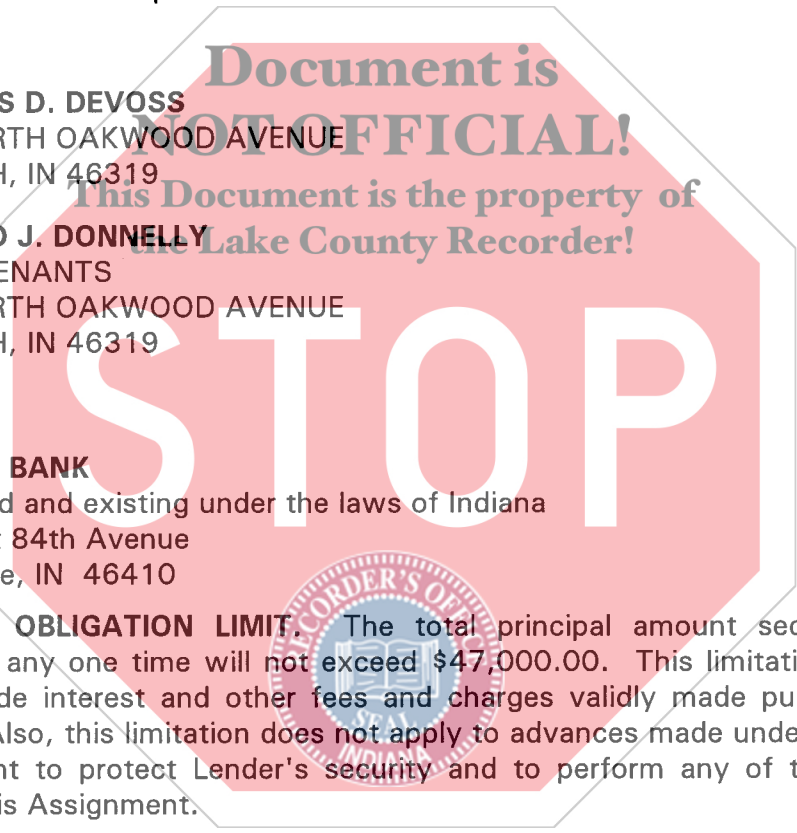 Document is
S D. DEVOSS
RTH OAKWOOD AVENUE
NOT OFFICIAL!
H, IN 46319
This Document is the property of
the Lake County Recorder!
J. DONNELLY
ENANTS
RTH OAKWOOD AVENUE
H, IN 46319
STOP
BANK
d and existing under the laws of Indiana
84th Avenue
e, IN 46410
OBLIGATION LIMIT. The total principal amount sec
any one time will not exceed $47,000.00. This limitati
de interest and other fees and charges validly made pu
Also, this limitation does not apply to advances made unde
nt to protect Lender's security and to perform any of t
is Assignment.
RECORDER'S OFFICE
SEAL
INDIANA